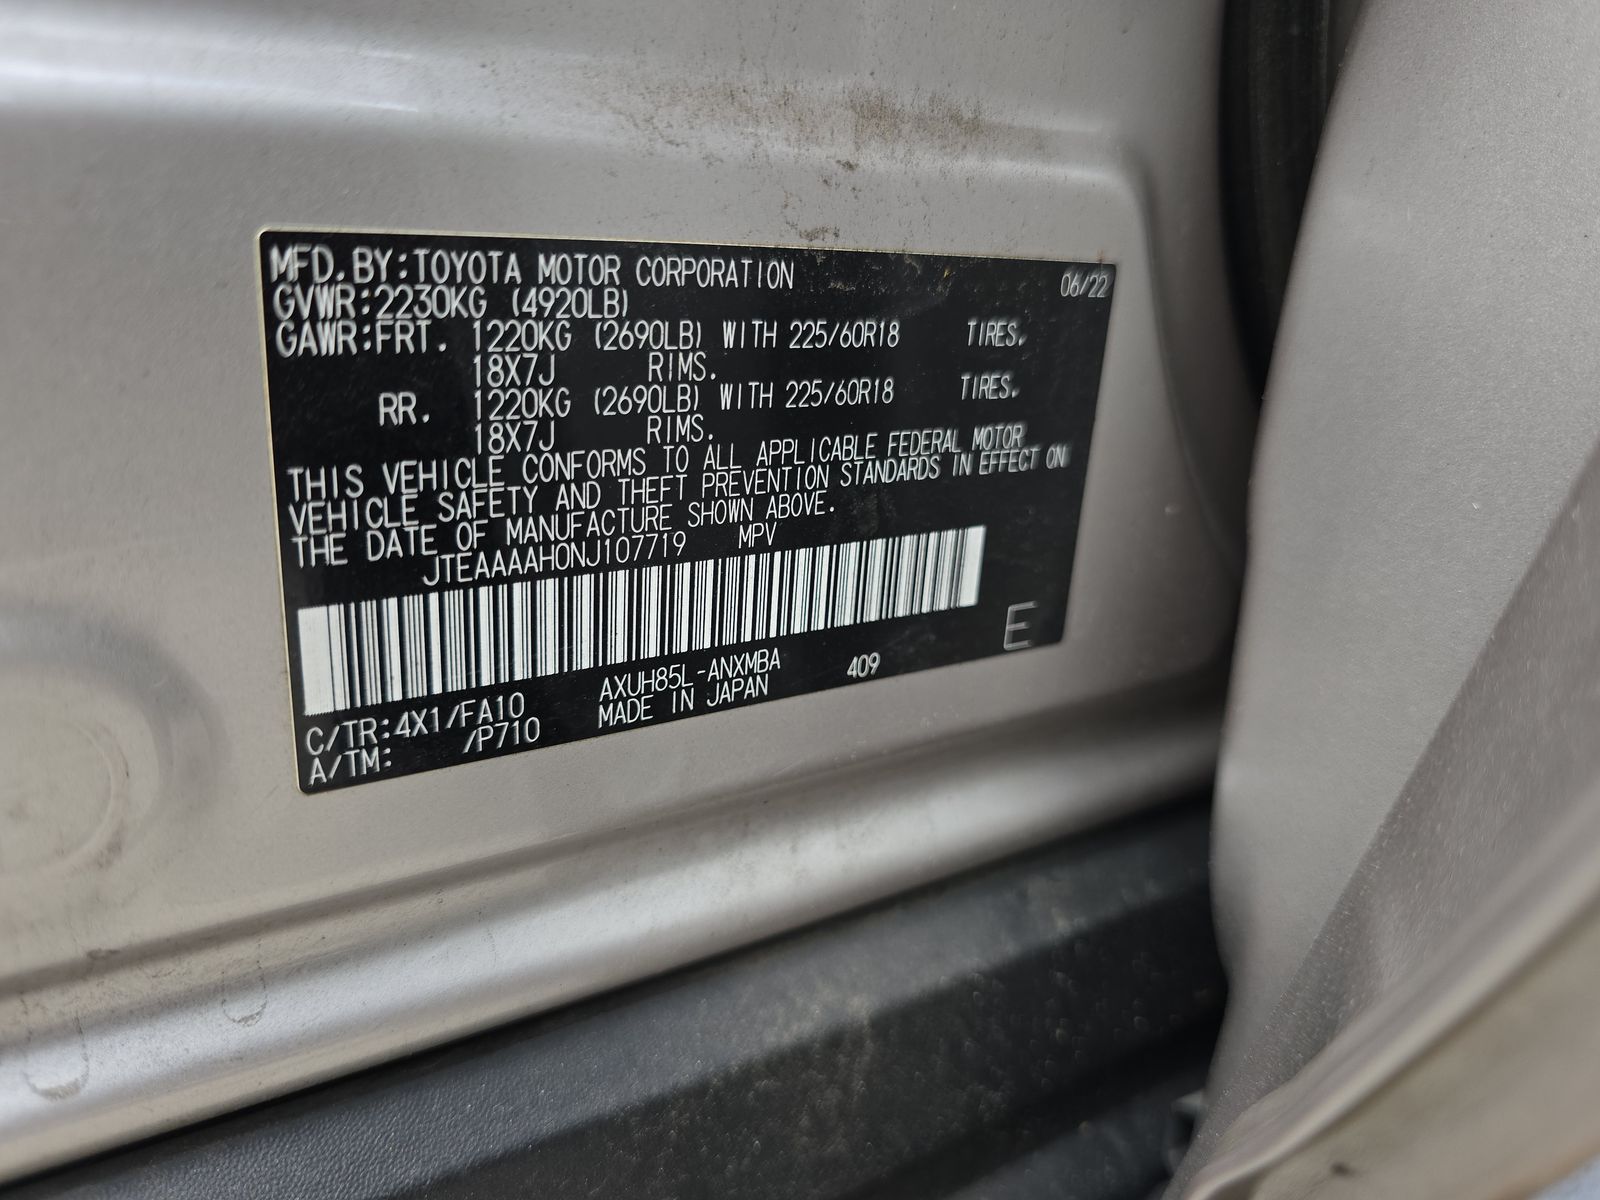 MFD.BY:TOYOTA MOTOR CORPORATION 06/22
GVWR:2230KG (4920LB)
GAWR:FRT. 1220KG (2690LB) WITH 225/60R18 TIRES.
18X7J RIMS.
RR. 1220KG (2690LB) WITH 225/60R18 TIRES.
18X7J RIMS.
THIS VEHICLE CONFORMS TO ALL APPLICABLE FEDERAL MOTOR
VEHICLE SAFETY AND THEFT PREVENTION STANDARDS IN EFFECT ON
THE DATE OF MANUFACTURE SHOWN ABOVE.
JTEAAAAH0NJ107719 MPV
E
C/TR:4X1/FA10 AXUH85L-ANXMBA 409
A/TM: /P710 MADE IN JAPAN